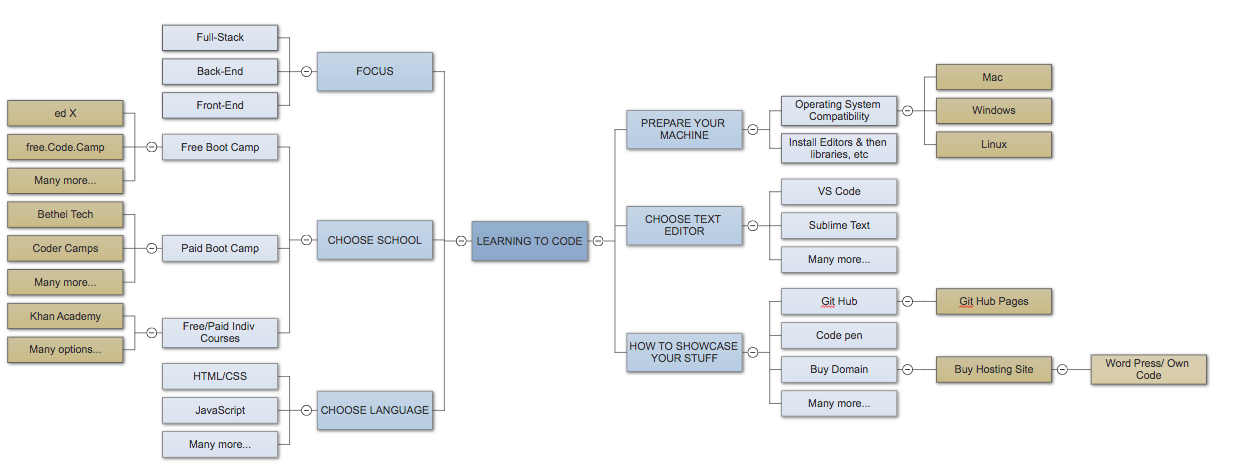 Full-Stack
Back-End
Front-End
FOCUS
ed X
free.Code.Camp
Many more...
Free Boot Camp
Bethel Tech
Coder Camps
Many more...
Paid Boot Camp
Khan Academy
Many options...
Free/Paid Indiv
Courses
CHOOSE SCHOOL
HTML/CSS
JavaScript
Many more...
CHOOSE LANGUAGE
LEARNING TO CODE
PREPARE YOUR
MACHINE
Operating System
Compatibility
Mac
Windows
Linux
Install Editors & then
libraries, etc
CHOOSE TEXT
EDITOR
VS Code
Sublime Text
Many more...
HOW TO SHOWCASE
YOUR STUFF
Git Hub
Git Hub Pages
Code pen
Buy Domain
Buy Hosting Site
Word Press/ Own
Code
Many more...